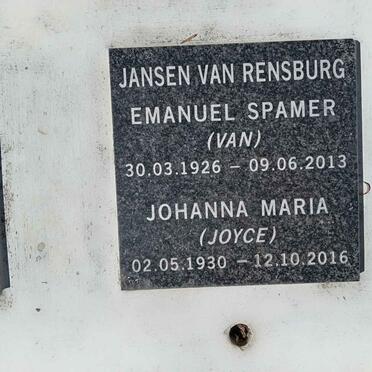 JANSEN VAN RENSBURG
EMANUEL SPAMER
(VAN)
30.03.1926 – 09.06.2013
JOHANNA MARIA
(JOYCE)
02.05.1930 – 12.10.2016